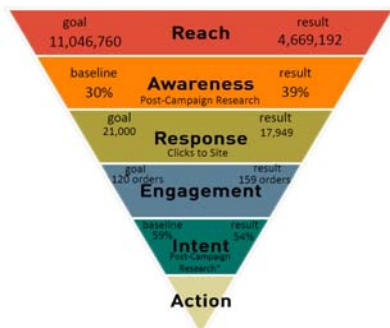 goal Reach result
11,046,760 4,669,192
baseline Awareness result
30% Post-Campaign Research 39%
goal Response result
21,000 Clicks to Site 17,949
goal result
120 orders 159 orders
Engagement
baseline result
59% Intent 54%
Post-Campaign
Research"
Action